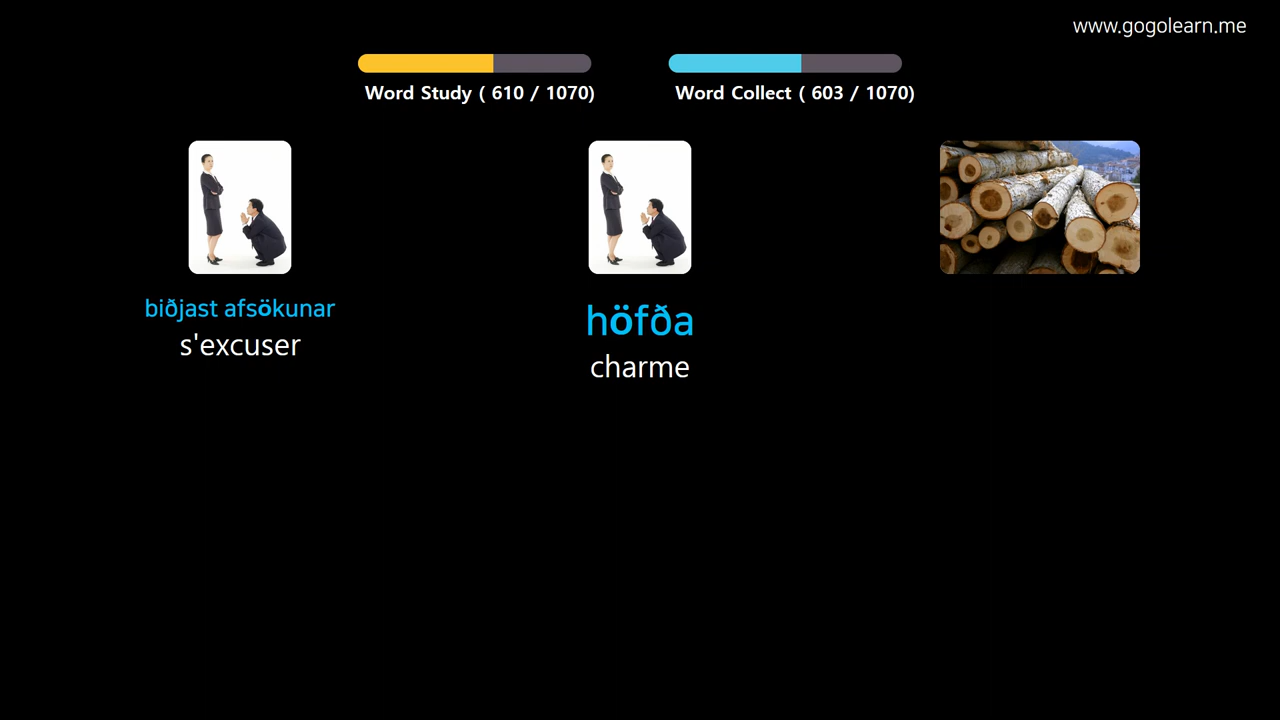 www.gogolearn.me
Word Study ( 610 / 1070)
Word Collect ( 603 / 1070)
biðjast afsökunar
s'excuser
höfða
charme